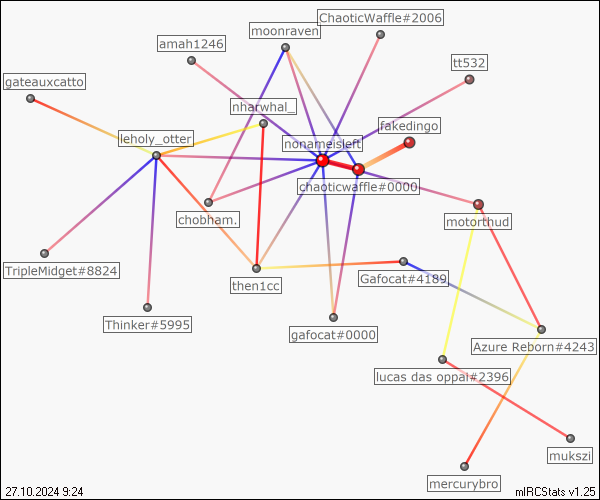 ChaoticWaffle#2006
moonraven
amah1246
tt532
gateauxcatto
nharwhal_
fakedingo
leholy_otter
nonameisleft
chaoticwaffle#0000
chobham.
motorthud
TripleMidget#8824
then1cc
Gafocat#4189
Thinker#5995
gafocat#0000
Azure Reborn#4243
lucas das oppai#2396
mukszi
mercurybro
27.10.2024 9:24
mIRCStats v1.25